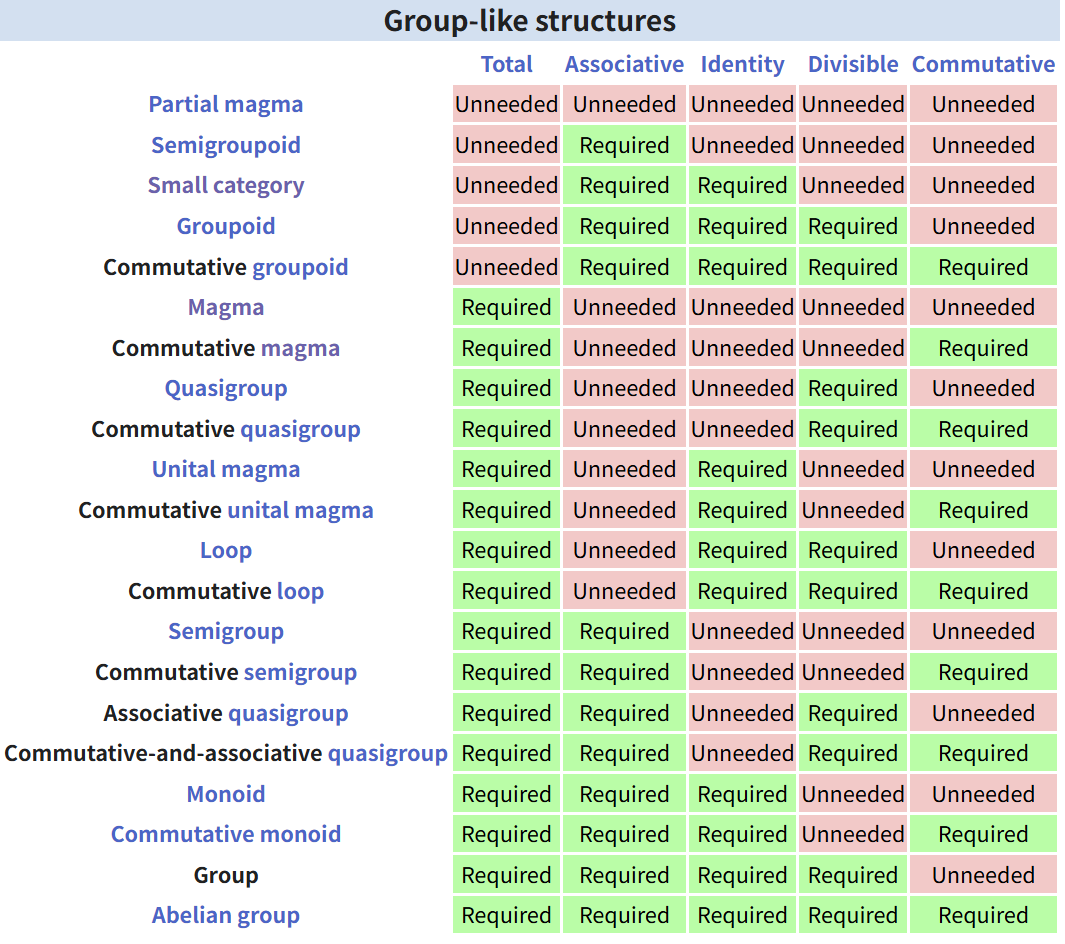 Group-like structures
Total Associative Identity Divisible Commutative
Partial magma Unneeded Unneeded Unneeded Unneeded Unneeded
Semigroupoid Unneeded Required Unneeded Unneeded Unneeded
Small category Unneeded Required Required Unneeded Unneeded
Groupoid Unneeded Required Required Required Unneeded
Commutative groupoid Unneeded Required Required Required Required
Magma Required Unneeded Unneeded Unneeded Unneeded
Commutative magma Required Unneeded Unneeded Unneeded Required
Quasigroup Required Unneeded Unneeded Required Unneeded
Commutative quasigroup Required Unneeded Unneeded Required Required
Unital magma Required Unneeded Required Unneeded Unneeded
Commutative unital magma Required Unneeded Required Unneeded Required
Loop Required Unneeded Required Required Unneeded
Commutative loop Required Unneeded Required Required Required
Semigroup Required Required Unneeded Unneeded Unneeded
Commutative semigroup Required Required Unneeded Unneeded Required
Associative quasigroup Required Required Unneeded Required Unneeded
Commutative-and-associative quasigroup Required Required Unneeded Required Required
Monoid Required Required Required Unneeded Unneeded
Commutative monoid Required Required Required Unneeded Required
Group Required Required Required Required Unneeded
Abelian group Required Required Required Required Required